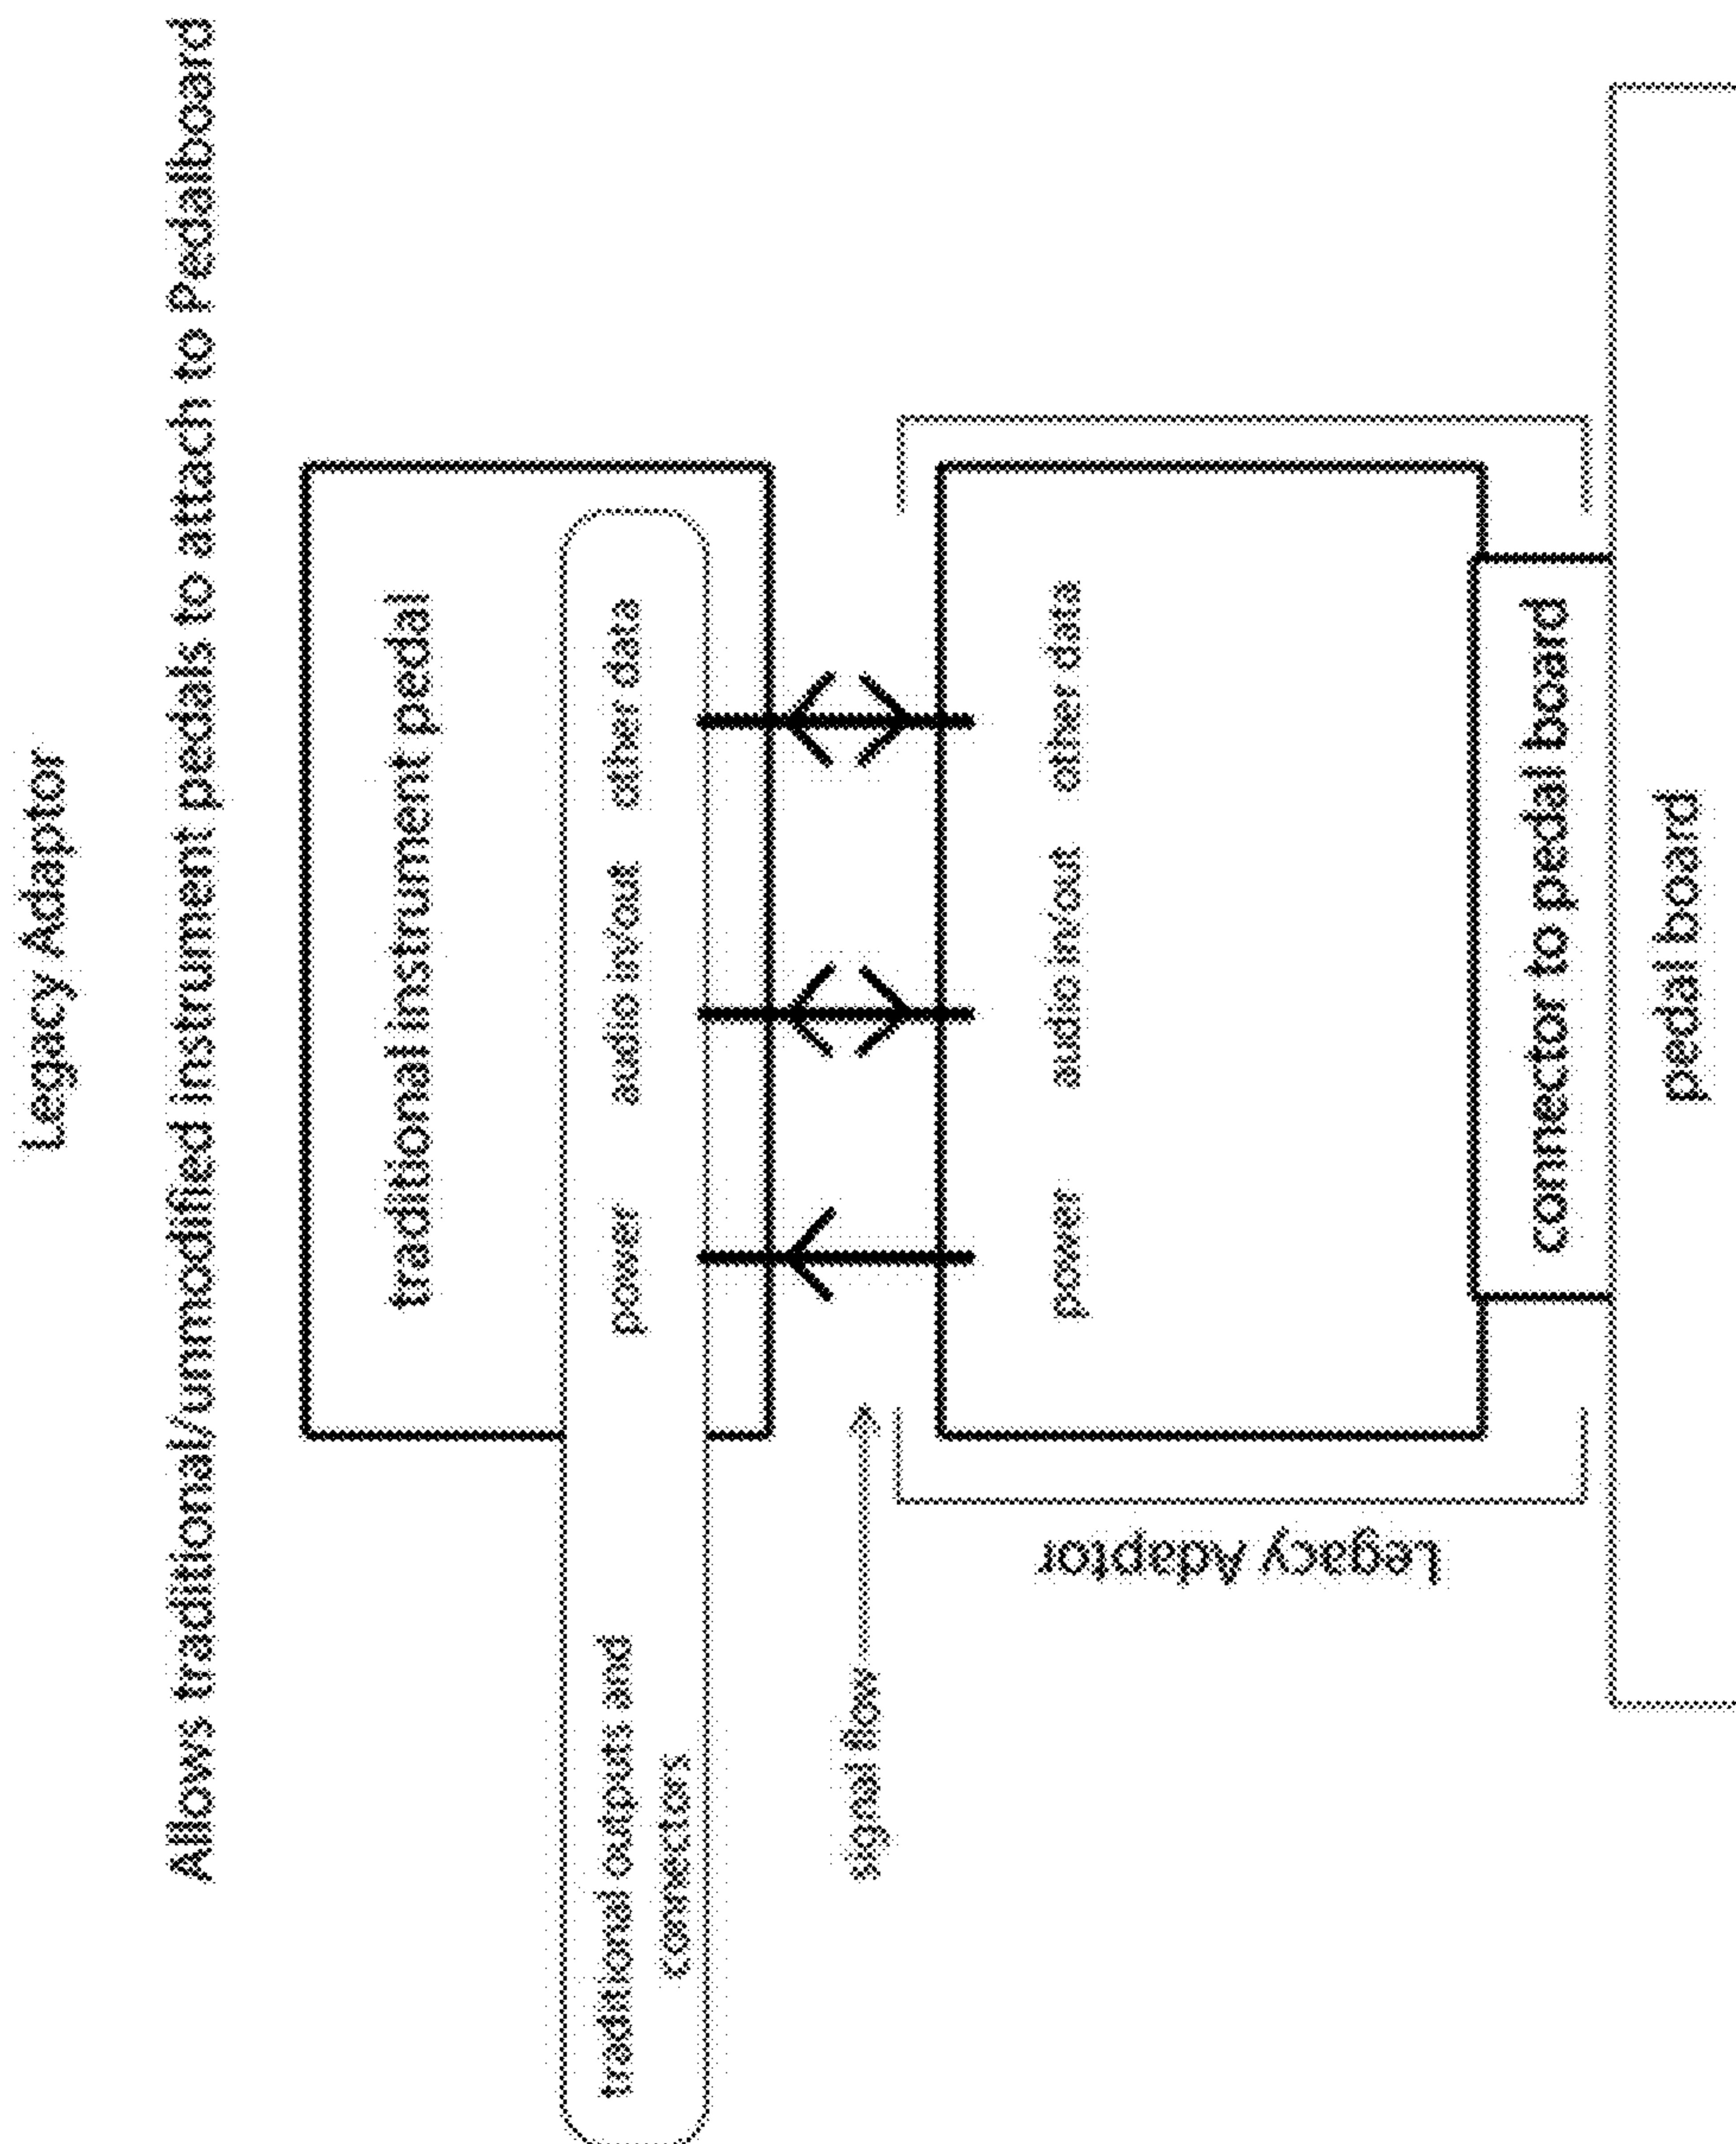 Legacy Adaptor
Allows traditional/unmodified instrument pedals to attach to Pedalboard
traditional instrument pedal
traditional outputs and
connectors
power
audio in/out
other data
signal flow
power
audio in/out
other data
Legacy Adaptor
connector to pedal board
pedal board